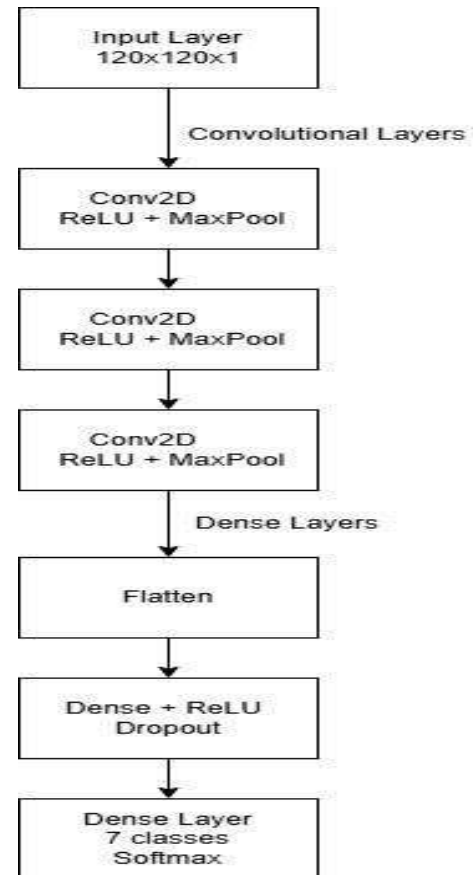 Input Layer
120x120x1
Convolutional Layers
Conv2D
ReLU + MaxPool
Conv2D
ReLU + MaxPool
Conv2D
ReLU + MaxPool
Dense Layers
Flatten
Dense + ReLU
Dropout
Dense Layer
7 classes
Softmax